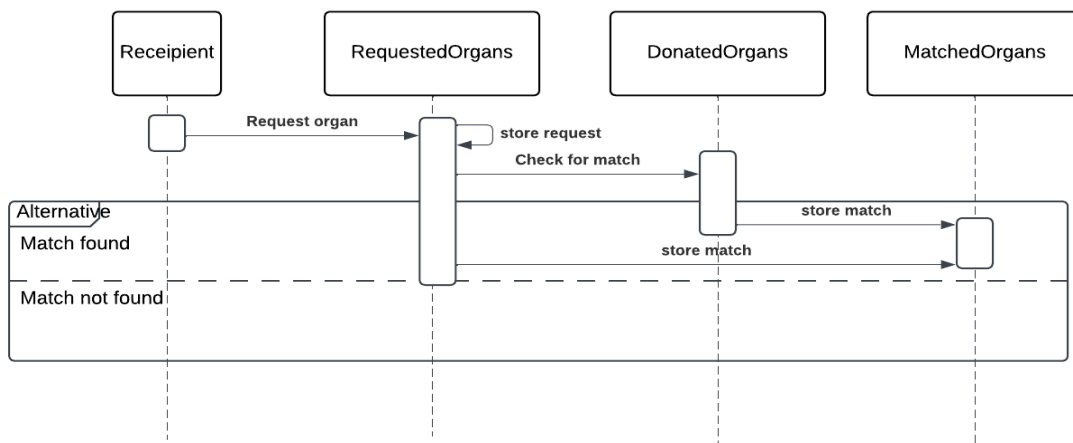 Receipient
RequestedOrgans
DonatedOrgans
MatchedOrgans
Request organ
store request
Check for match
Alternative
store match
Match found
store match
Match not found